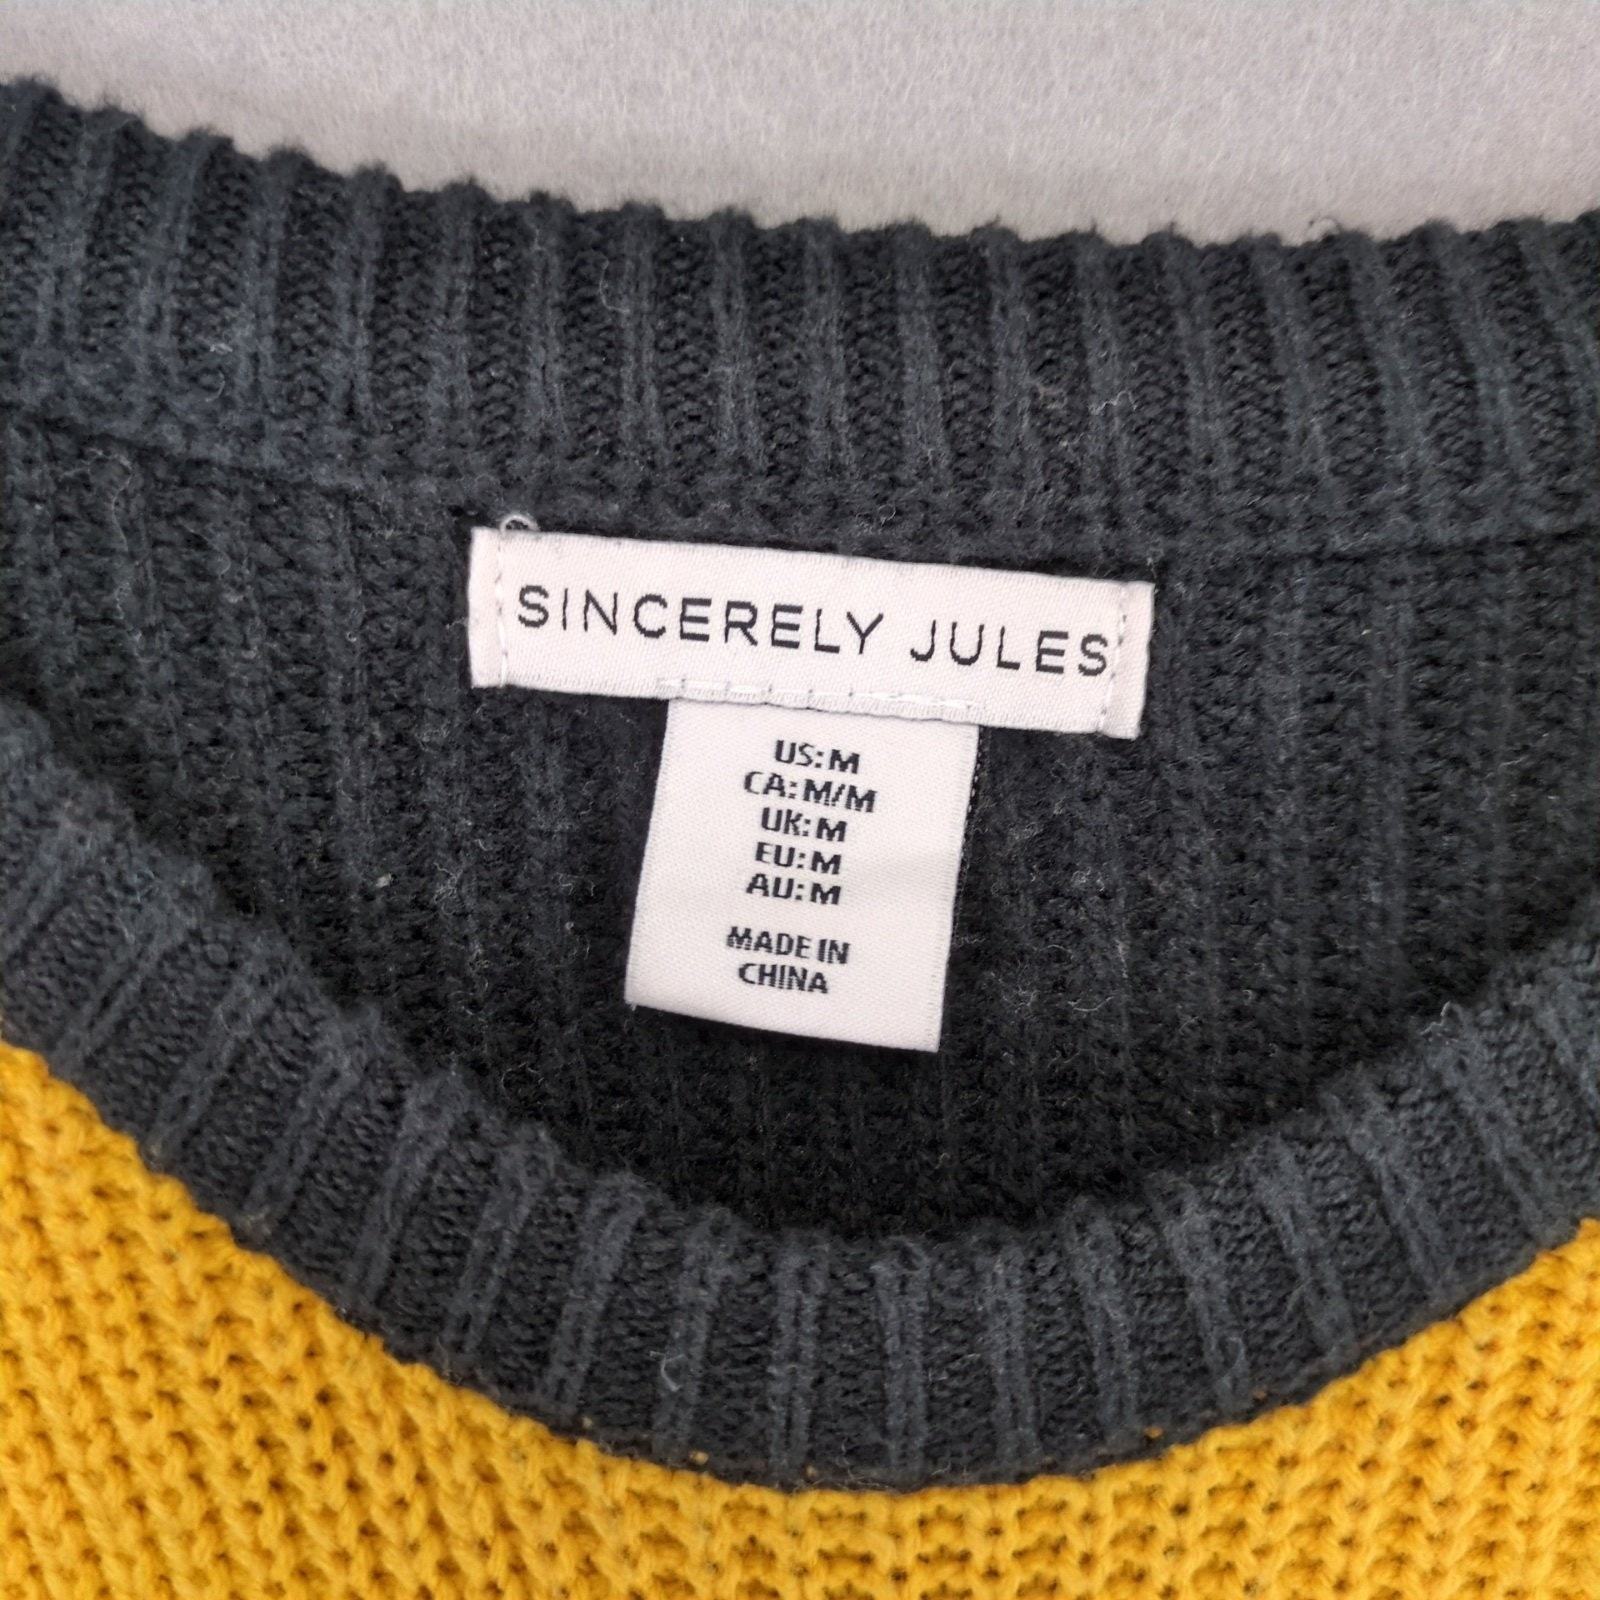 SINCERELY JULES
US: M
CA: M/M
UK: M
EU: M
AU: M
MADE IN
CHINA